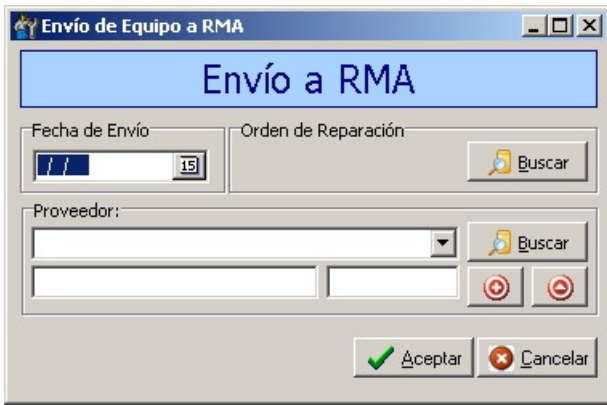 Envío de Equipo a RMA
Envío a RMA
Fecha de Envío
Orden de Reparación
/ /
15
Buscar
Proveedor:
Buscar
Aceptar
Cancelar